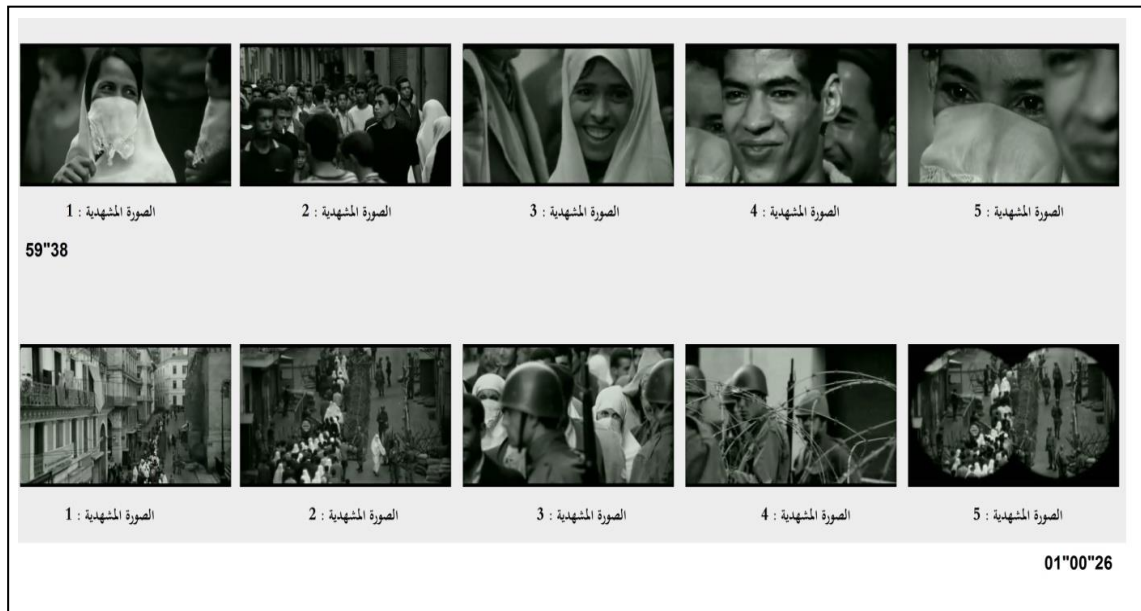 الصورة المشهدية : 1
الصورة المشهدية : 2
الصورة المشهدية : 3
الصورة المشهدية : 4
الصورة المشهدية : 5
59"38
الصورة المشهدية : 1
الصورة المشهدية : 2
الصورة المشهدية : 3
الصورة المشهدية : 4
الصورة المشهدية : 5
01"00"26